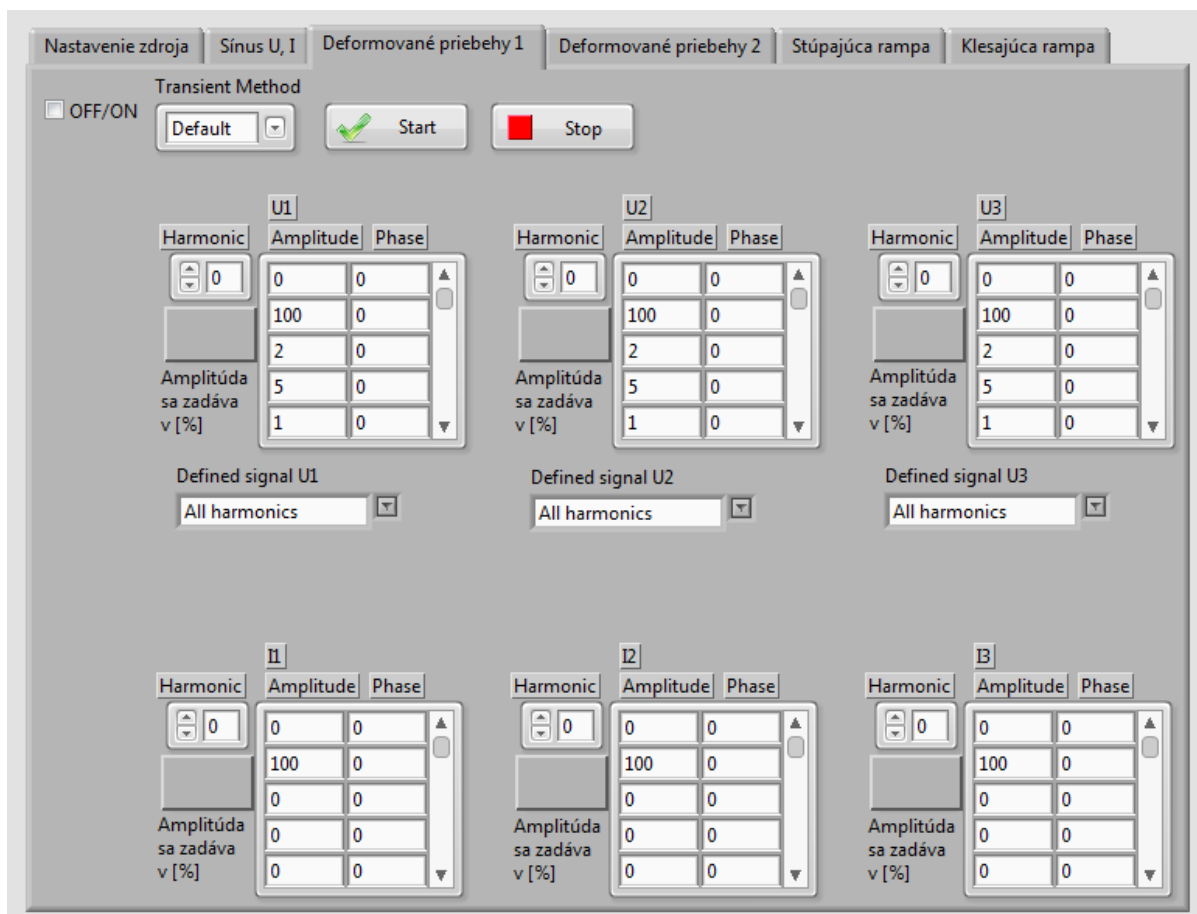 Nastavenie zdroja Sínus U, I Deformované priebehy 1 Deformované priebehy 2 Stúpajúca rampa Klesajúca rampa
Transient Method
OFF/ON Default Start Stop
U1 U2 U3
Harmonic Amplitude Phase Harmonic Amplitude Phase Harmonic Amplitude Phase
0 0 0 0 0 0 0 0 0
100 0 100 0 100 0
2 0 2 0 2 0
Amplitúda Amplitúda Amplitúda
5 0 5 0 5 0
sa zadáva sa zadáva sa zadáva
v [%] 1 0 v [%] 1 0 v [%] 1 0
Defined signal U1 Defined signal U2 Defined signal U3
All harmonics All harmonics All harmonics
I1 I2 I3
Harmonic Amplitude Phase Harmonic Amplitude Phase Harmonic Amplitude Phase
0 0 0 0 0 0 0 0 0
100 0 100 0 100 0
0 0 0 0 0 0
Amplitúda Amplitúda Amplitúda
0 0 0 0 0 0
sa zadáva sa zadáva sa zadáva
v [%] 0 0 v [%] 0 0 v [%] 0 0